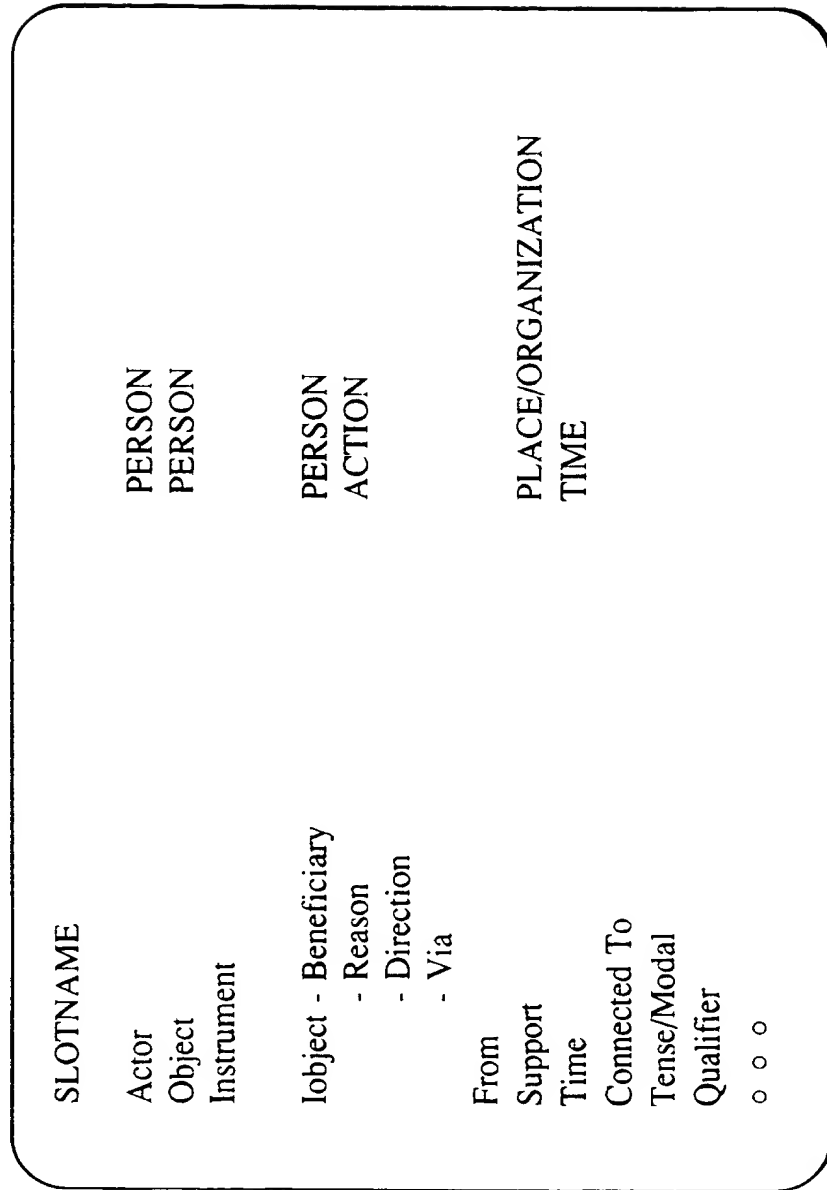 SLOTNAME
Actor PERSON
Object PERSON
Instrument
Iobject - Beneficiary PERSON
- Reason ACTION
- Direction
- Via
From
Support PLACE/ORGANIZATION
Time TIME
Connected To
Tense/Modal
Qualifier
o o o